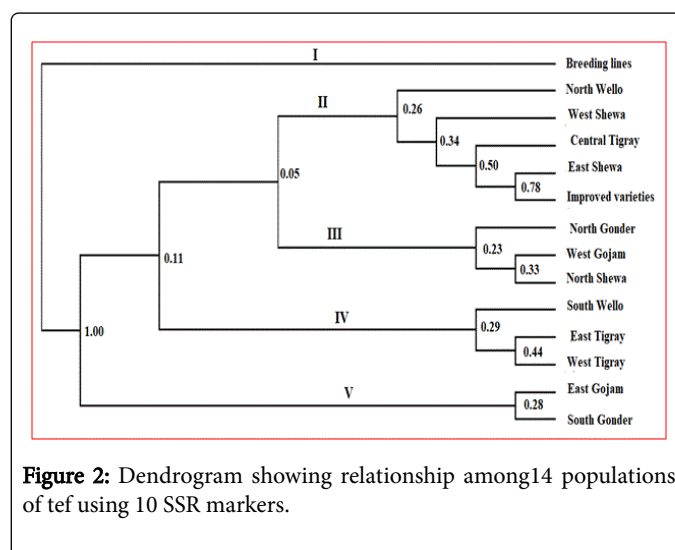 I
Breeding lines
North Wello
II
0.26
West Shewa
0.34
Central Tigray
0.50
East Shewa
0.05
0.78
Improved varieties
North Gonder
III
0.23
West Gojam
0.11
0.33
North Shewa
South Wello
IV
0.29
1.00
East Tigray
0.44
West Tigray
East Gojam
V
0.28
South Gonder
Figure 2: Dendrogram showing relationship among14 populations
of tef using 10 SSR markers.